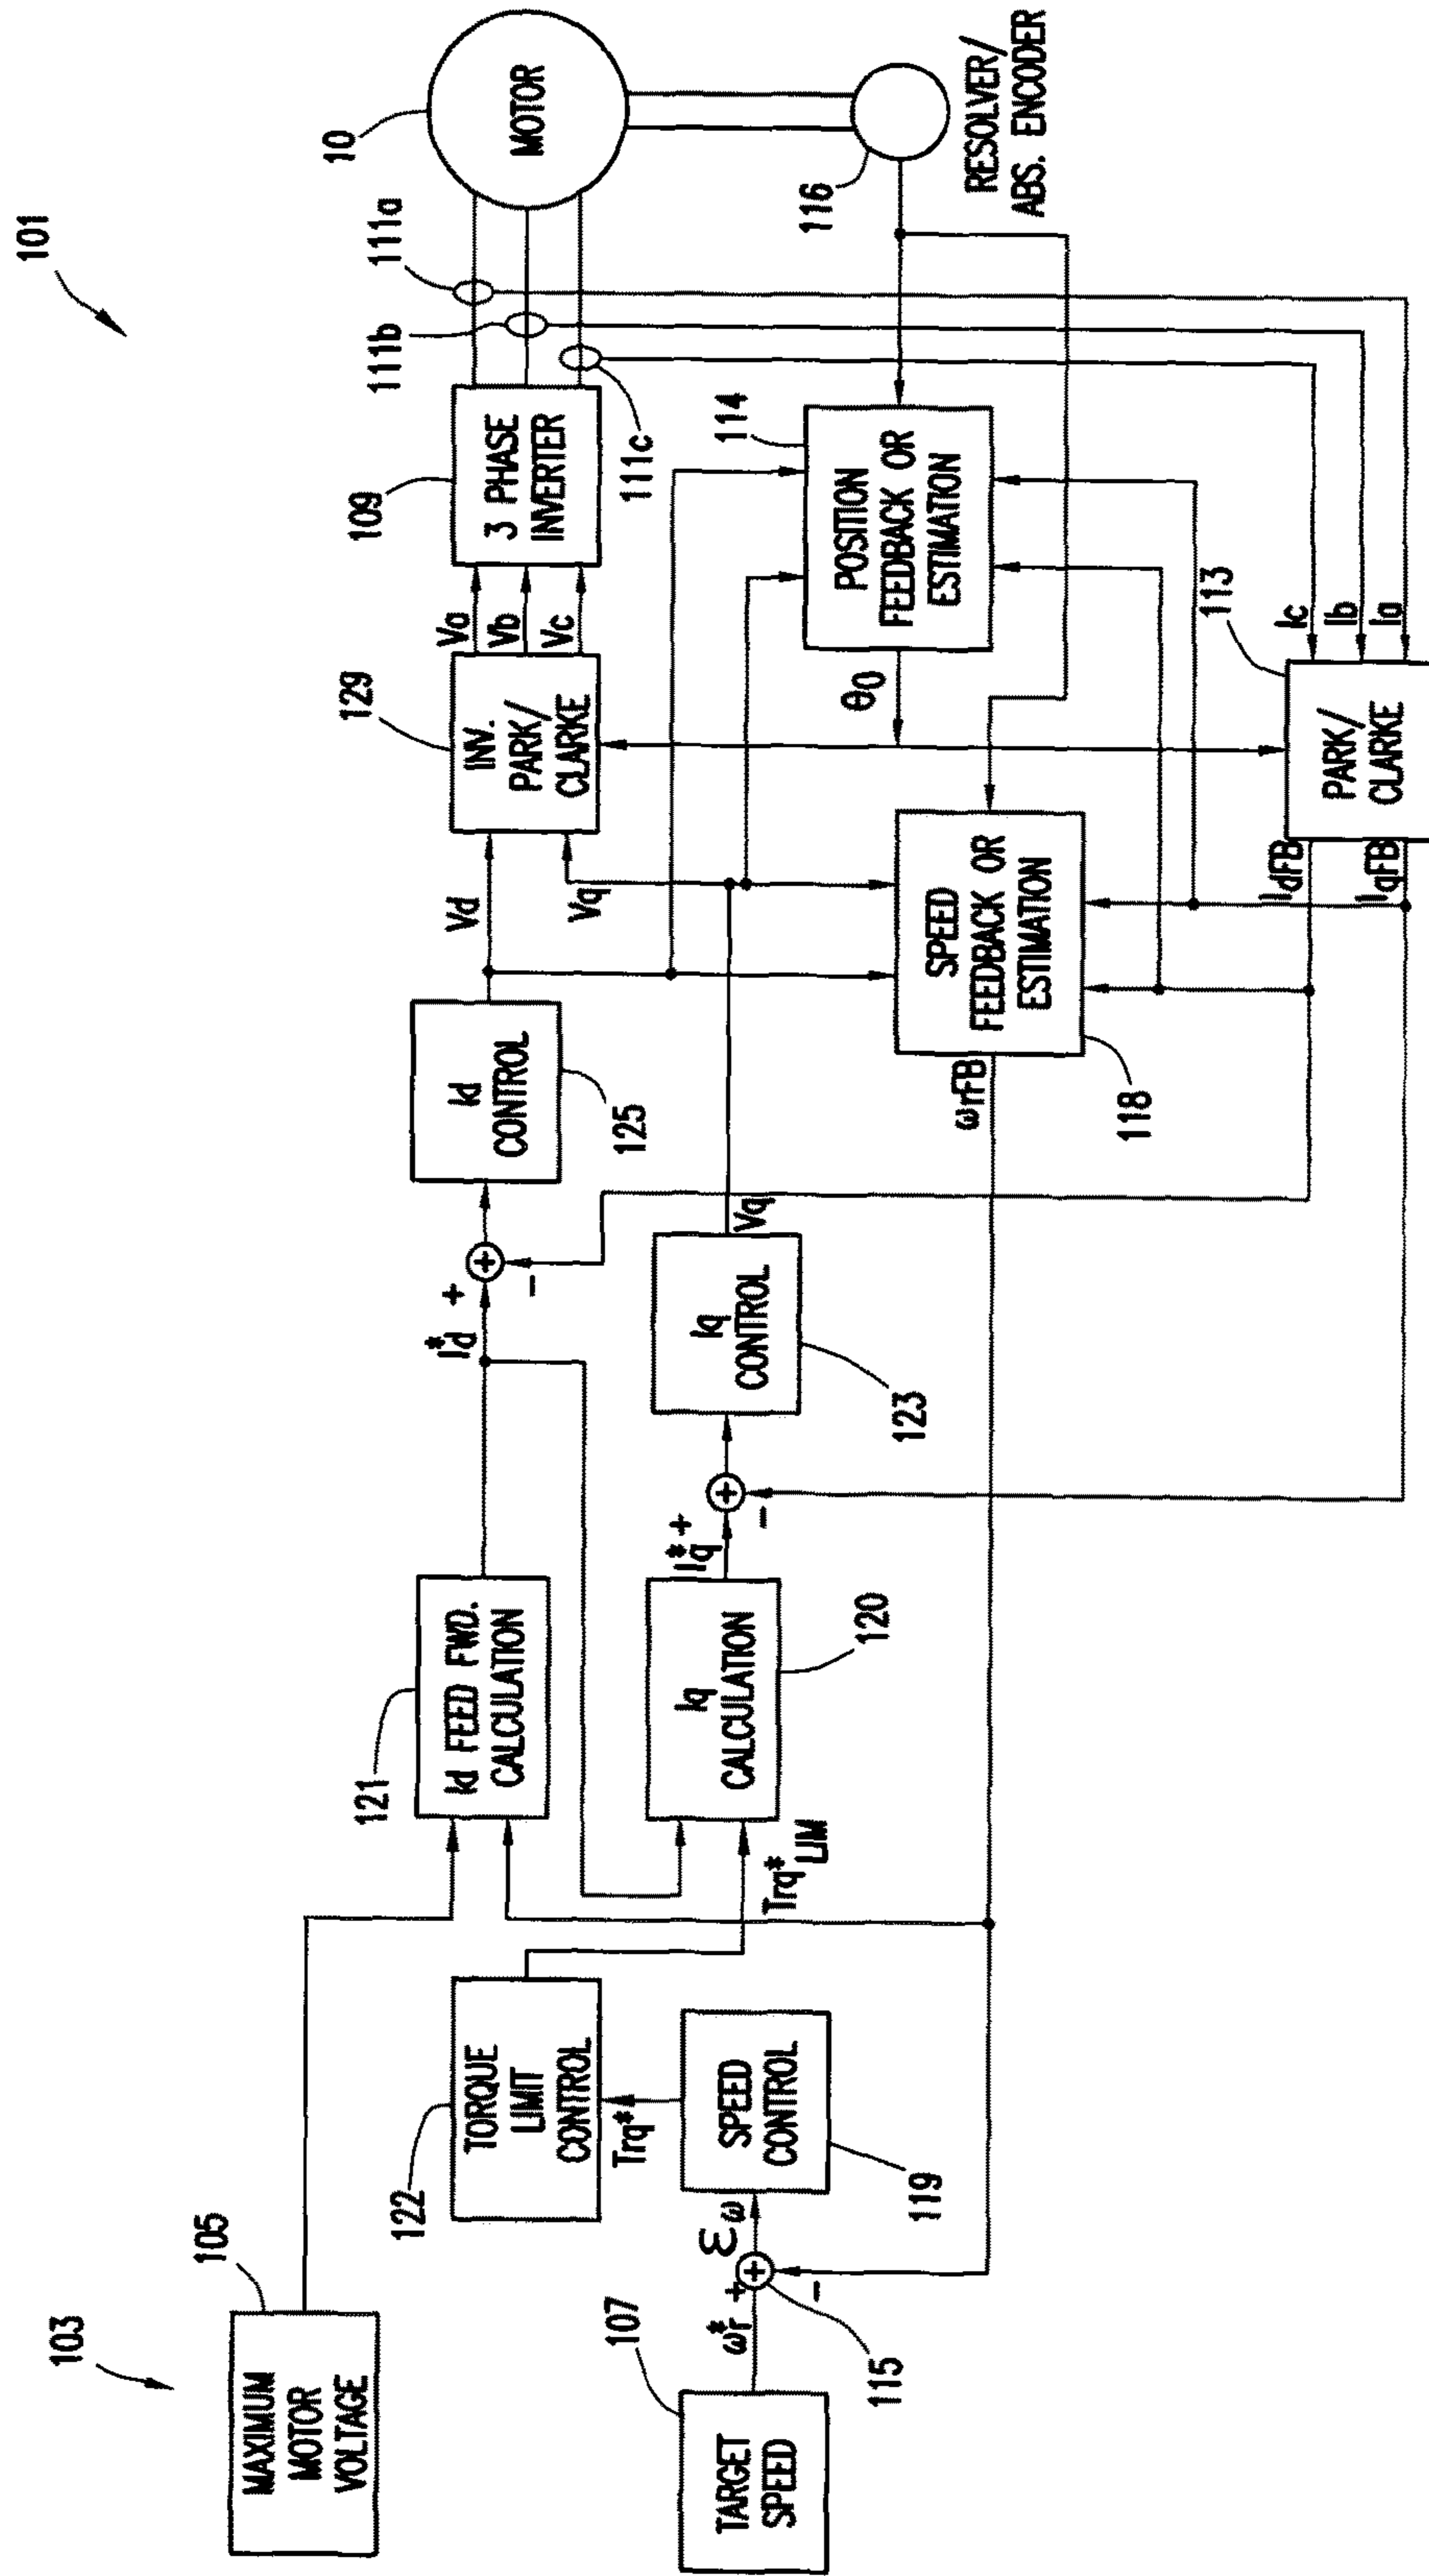 101
103
105
MAXIMUM
MOTOR
VOLTAGE
107
TARGET
SPEED
ωr*
+
-
115
εω
SPEED
CONTROL
119
Trq*
122
TORQUE
LIMIT
CONTROL
Trq*LIM
121
Id FEED FWD.
CALCULATION
Iq
CALCULATION
120
Id*
+
+
-
Iq*
+
+
-
Id
CONTROL
125
Iq
CONTROL
123
Vq
Vd
Vq
129
INV.
PARK/
CLARKE
Va
Vb
Vc
109
3 PHASE
INVERTER
111a
111b
111c
10
MOTOR
116
RESOLVER/
ABS. ENCODER
114
POSITION
FEEDBACK OR
ESTIMATION
θ0
SPEED
FEEDBACK OR
ESTIMATION
118
ωrFB
113
PARK/
CLARKE
Ic
Ib
Ia
IdFB
IqFB
+